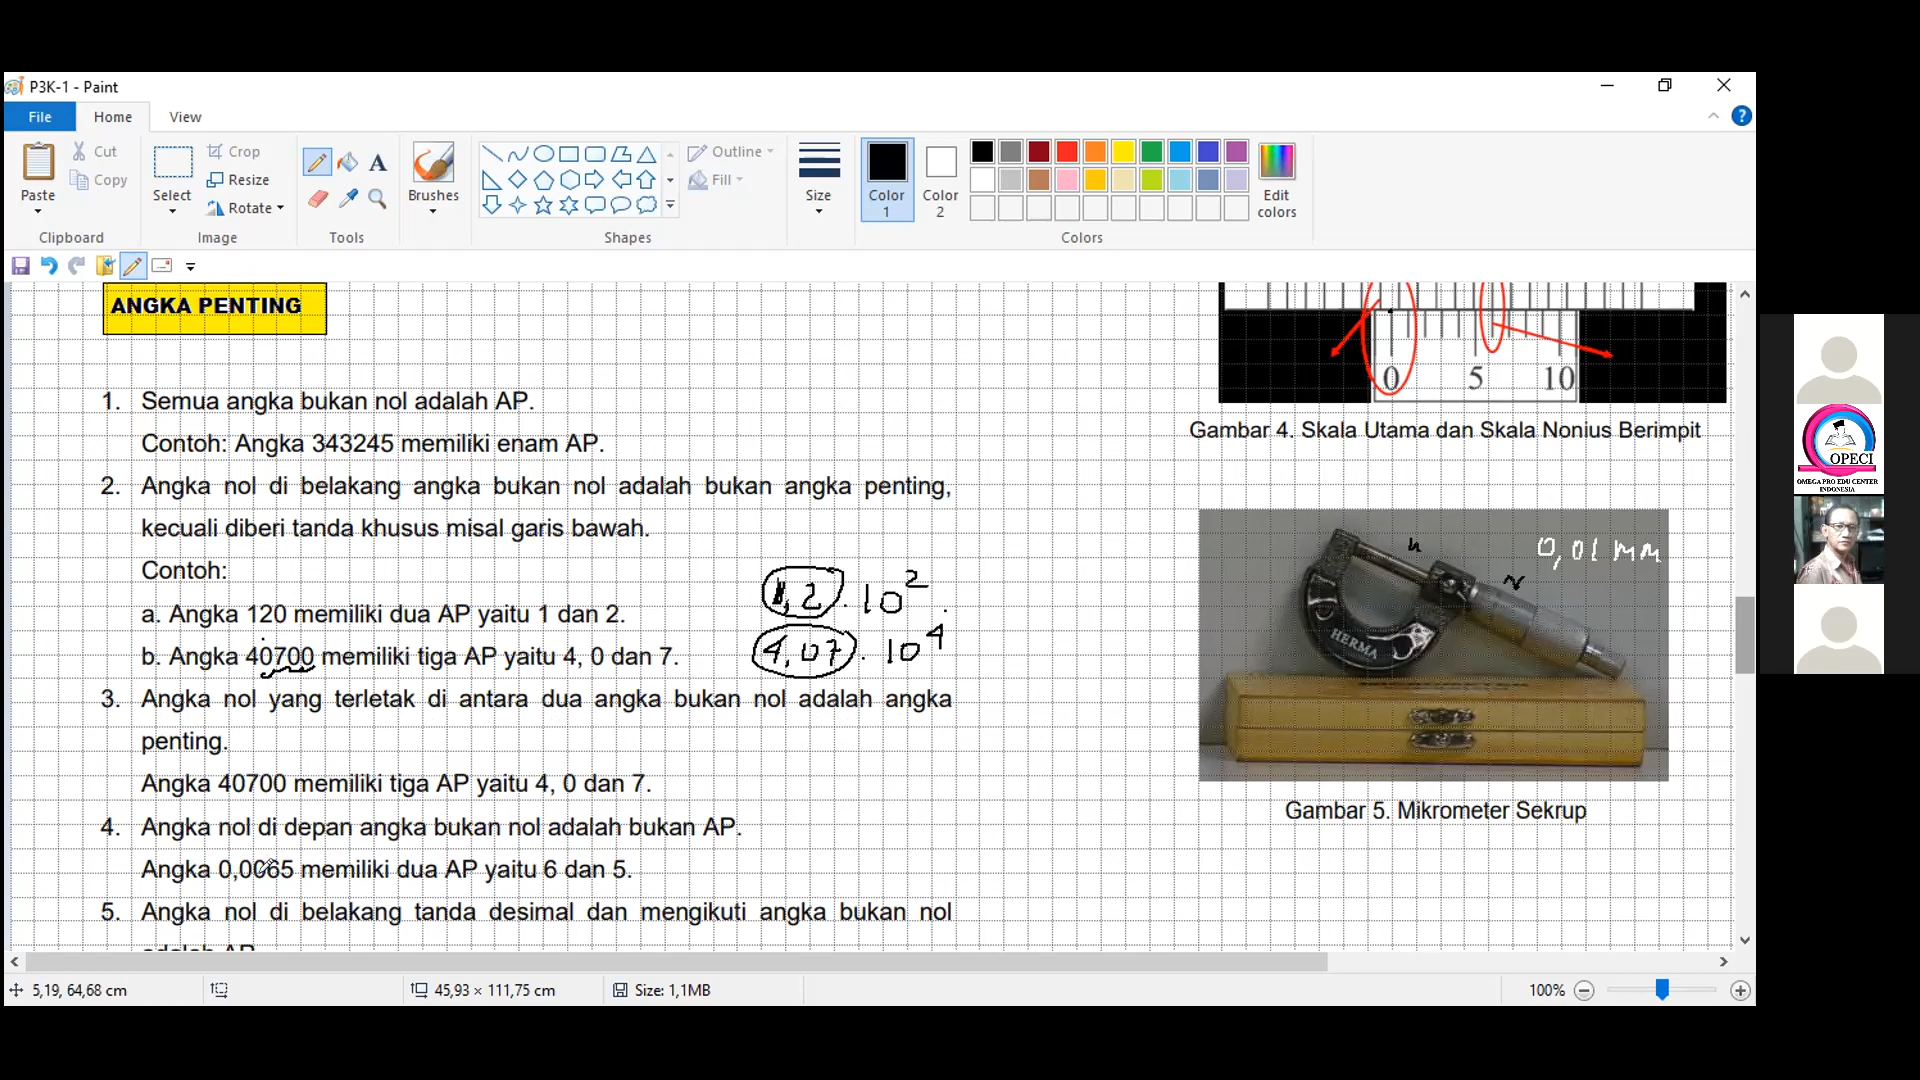 P3K-1 - Paint
File
Home
View
Paste
Cut
Copy
Clipboard
Select
Crop
Resize
Rotate
Image
Tools
Brushes
Shapes
Outline
Fill
Size
Color
1
Color
2
Edit
colors
Colors
ANGKA PENTING
1. Semua angka bukan nol adalah AP.
Contoh: Angka 343245 memiliki enam AP.
2. Angka nol di belakang angka bukan nol adalah bukan angka penting,
kecuali diberi tanda khusus misal garis bawah.
Contoh:
a. Angka 120 memiliki dua AP yaitu 1 dan 2.
1,2 . 10²
b. Angka 40700 memiliki tiga AP yaitu 4, 0 dan 7.
4,07 . 10⁴
3. Angka nol yang terletak di antara dua angka bukan nol adalah angka
penting.
Angka 40700 memiliki tiga AP yaitu 4, 0 dan 7.
4. Angka nol di depan angka bukan nol adalah bukan AP.
Angka 0,0065 memiliki dua AP yaitu 6 dan 5.
5. Angka nol di belakang tanda desimal dan mengikuti angka bukan nol
adalah AP
0 5 10
Gambar 4. Skala Utama dan Skala Nonius Berimpit
0,01 mm
HERMA
Gambar 5. Mikrometer Sekrup
OPECI
OMEGA PRO EDU CENTER
INDONESIA
5,19, 64,68 cm
45,93 × 111,75 cm
Size: 1,1MB
100%